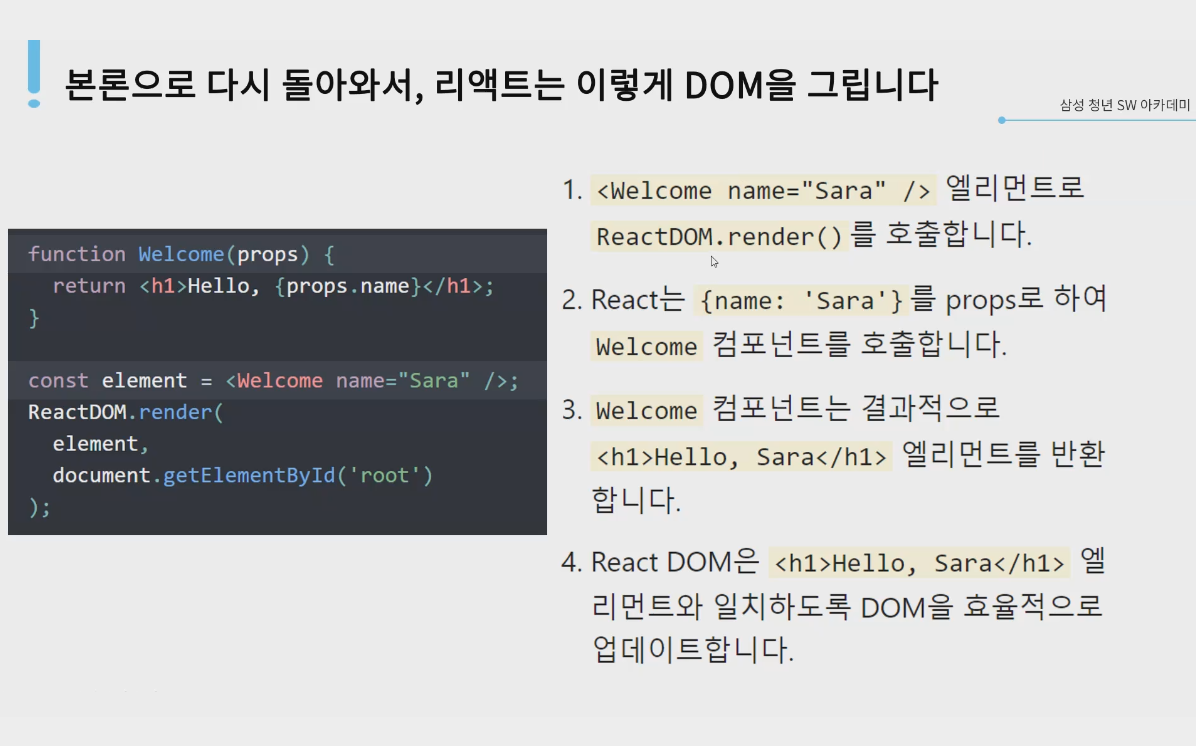 본론으로 다시 돌아와서, 리액트는 이렇게 DOM을 그립니다
삼성 청년 SW 아카데미
function Welcome(props) {
  return <h1>Hello, {props.name}</h1>;
}
const element = <Welcome name="Sara" />;
ReactDOM.render(
  element,
  document.getElementById('root')
);
1. <Welcome name="Sara" /> 엘리먼트로
ReactDOM.render()를 호출합니다.
2. React는 {name: 'Sara'}를 props로 하여
Welcome 컴포넌트를 호출합니다.
3. Welcome 컴포넌트는 결과적으로
<h1>Hello, Sara</h1> 엘리먼트를 반환
합니다.
4. React DOM은 <h1>Hello, Sara</h1> 엘
리먼트와 일치하도록 DOM을 효율적으로
업데이트합니다.